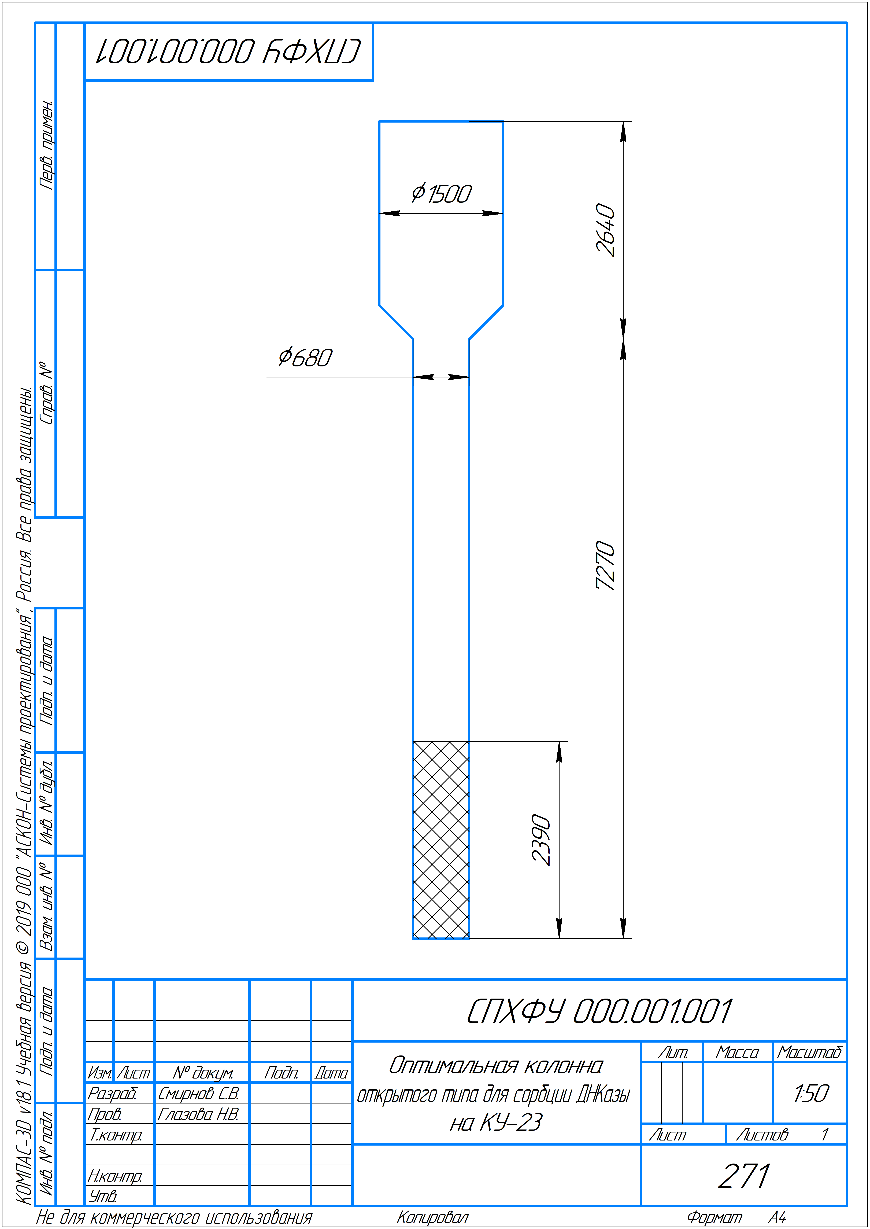 СПХФУ 000.001.001
Перв. примен.
Справ. №
Подп. и дата
Инв. № дубл.
Взам. инв. №
Подп. и дата
Инв. № подл.
КОМПАС-3D v18.1 Учебная версия © 2019 ООО "АСКОН-Системы проектирования", Россия. Все права защищены.
⌀1500
2640
⌀680
7270
2390
СПХФУ 000.001.001
Изм. Лист № докум. Подп. Дата
Разраб. Смирнов С.В.
Пров. Глазова Н.В.
Т.контр.
Н.контр.
Утв.
Оптимальная колонна
открытого типа для сорбции ДНКазы
на КУ-23
Лит. Масса Масштаб
1:50
Лист Листов 1
271
Не для коммерческого использования Копировал Формат A4